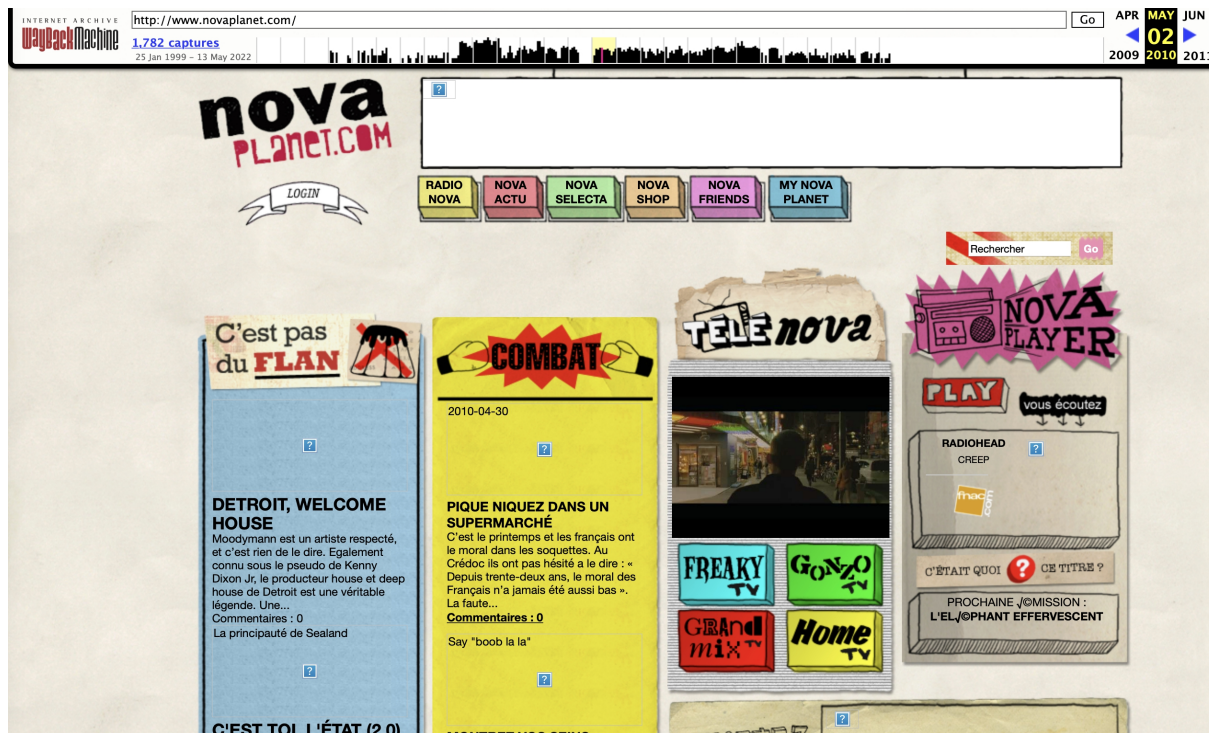 INTERNET ARCHIVE
WayBackMachine
http://www.novaplanet.com/
Go
1,782 captures
25 Jan 1999 – 13 May 2022
APR MAY JUN
02
2009 2010 2011
nova
PLANET.COM
LOGIN
RADIO NOVA
NOVA ACTU
NOVA SELECTA
NOVA SHOP
NOVA FRIENDS
MY NOVA PLANET
Rechercher
Go
C'est pas
du FLAN
DETROIT, WELCOME
HOUSE
Moodymann est un artiste respecté,
et c'est rien de le dire. Egalement
connu sous le pseudo de Kenny
Dixon Jr, le producteur house et deep
house de Detroit est une véritable
légende. Une...
Commentaires : 0
La principauté de Sealand
C'EST TOI, L'ÉTAT (2.0)
COMBAT
2010-04-30
PIQUE NIQUEZ DANS UN
SUPERMARCHÉ
C'est le printemps et les français ont
le moral dans les soquettes. Au
Crédoc ils ont pas hésité a le dire : «
Depuis trente-deux ans, le moral des
Français n'a jamais été aussi bas ».
La faute...
Commentaires : 0
Say "boob la la"
TÉLÉ nova
FREAKY TV
GONZO TV
GRAnd mix TV
Home TV
NOVA
PLAYER
PLAY
vous écoutez
RADIOHEAD
CREEP
fnac.com
C'ÉTAIT QUOI ? CE TITRE ?
PROCHAINE √©MISSION :
L'EL√©PHANT EFFERVESCENT